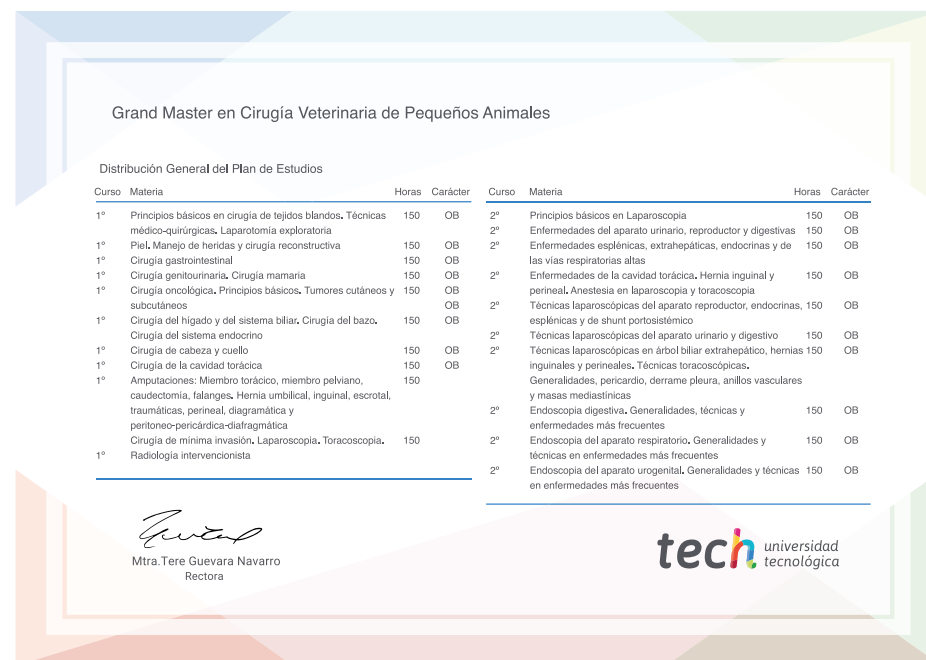 Grand Master en Cirugía Veterinaria de Pequeños Animales
Distribución General del Plan de Estudios
Curso Materia Horas Carácter
1º Principios básicos en cirugía de tejidos blandos. Técnicas 150 OB
médico-quirúrgicas. Laparotomía exploratoria
1º Piel. Manejo de heridas y cirugía reconstructiva 150 OB
1º Cirugía gastrointestinal 150 OB
1º Cirugía genitourinaria. Cirugía mamaria 150 OB
1º Cirugía oncológica. Principios básicos. Tumores cutáneos y 150 OB
subcutáneos OB
1º Cirugía del hígado y del sistema biliar. Cirugía del bazo. 150 OB
Cirugía del sistema endocrino
1º Cirugía de cabeza y cuello 150 OB
1º Cirugía de la cavidad torácica 150 OB
1º Amputaciones: Miembro torácico, miembro pelviano, 150
caudectomía, falanges. Hernia umbilical, inguinal, escrotal,
traumáticas, perineal, diagramática y
peritoneo-pericárdica-diafragmática
Cirugía de mínima invasión. Laparoscopia. Toracoscopia. 150
1º Radiología intervencionista
Curso Materia Horas Carácter
2º Principios básicos en Laparoscopia 150 OB
2º Enfermedades del aparato urinario, reproductor y digestivas 150 OB
2º Enfermedades esplénicas, extrahepáticas, endocrinas y de 150 OB
las vías respiratorias altas
2º Enfermedades de la cavidad torácica. Hernia inguinal y 150 OB
perineal. Anestesia en laparoscopia y toracoscopia
2º Técnicas laparoscópicas del aparato reproductor, endocrinas, 150 OB
esplénicas y de shunt portosistémico
2º Técnicas laparoscópicas del aparato urinario y digestivo 150 OB
2º Técnicas laparoscópicas en árbol biliar extrahepático, hernias 150 OB
inguinales y perineales. Técnicas toracoscópicas.
Generalidades, pericardio, derrame pleura, anillos vasculares
y masas mediastínicas
2º Endoscopia digestiva. Generalidades, técnicas y 150 OB
enfermedades más frecuentes
2º Endoscopia del aparato respiratorio. Generalidades y 150 OB
técnicas en enfermedades más frecuentes
2º Endoscopia del aparato urogenital. Generalidades y técnicas 150 OB
en enfermedades más frecuentes
Mtra.Tere Guevara Navarro
Rectora
tech universidad
tecnológica